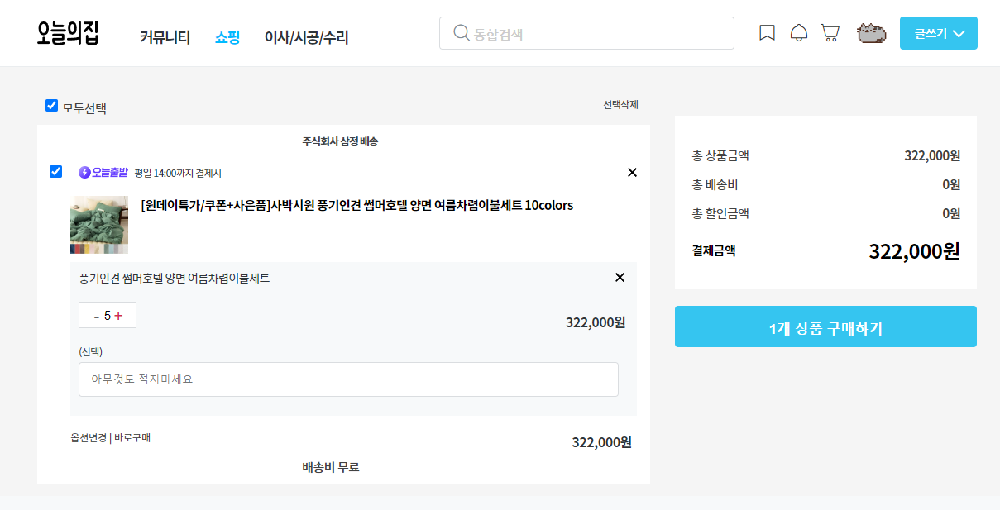 오늘의집
커뮤니티 쇼핑 이사/시공/수리
통합검색
글쓰기
모두선택
선택삭제
주식회사 삼정 배송
오늘출발 평일 14:00까지 결제시
[원데이특가/쿠폰+사은품]사박시원 풍기인견 썸머호텔 양면 여름차렵이불세트 10colors
풍기인견 썸머호텔 양면 여름차렵이불세트
- 5 +
322,000원
(선택)
아무것도 적지마세요
옵션변경 | 바로구매
322,000원
배송비 무료
총 상품금액 322,000원
총 배송비 0원
총 할인금액 0원
결제금액 322,000원
1개 상품 구매하기